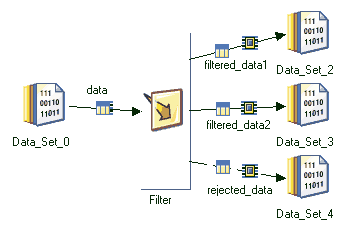 111
00110
11011
Data_Set_0
data
Filter
filtered_data1
111
00110
11011
Data_Set_2
filtered_data2
111
00110
11011
Data_Set_3
rejected_data
111
00110
11011
Data_Set_4